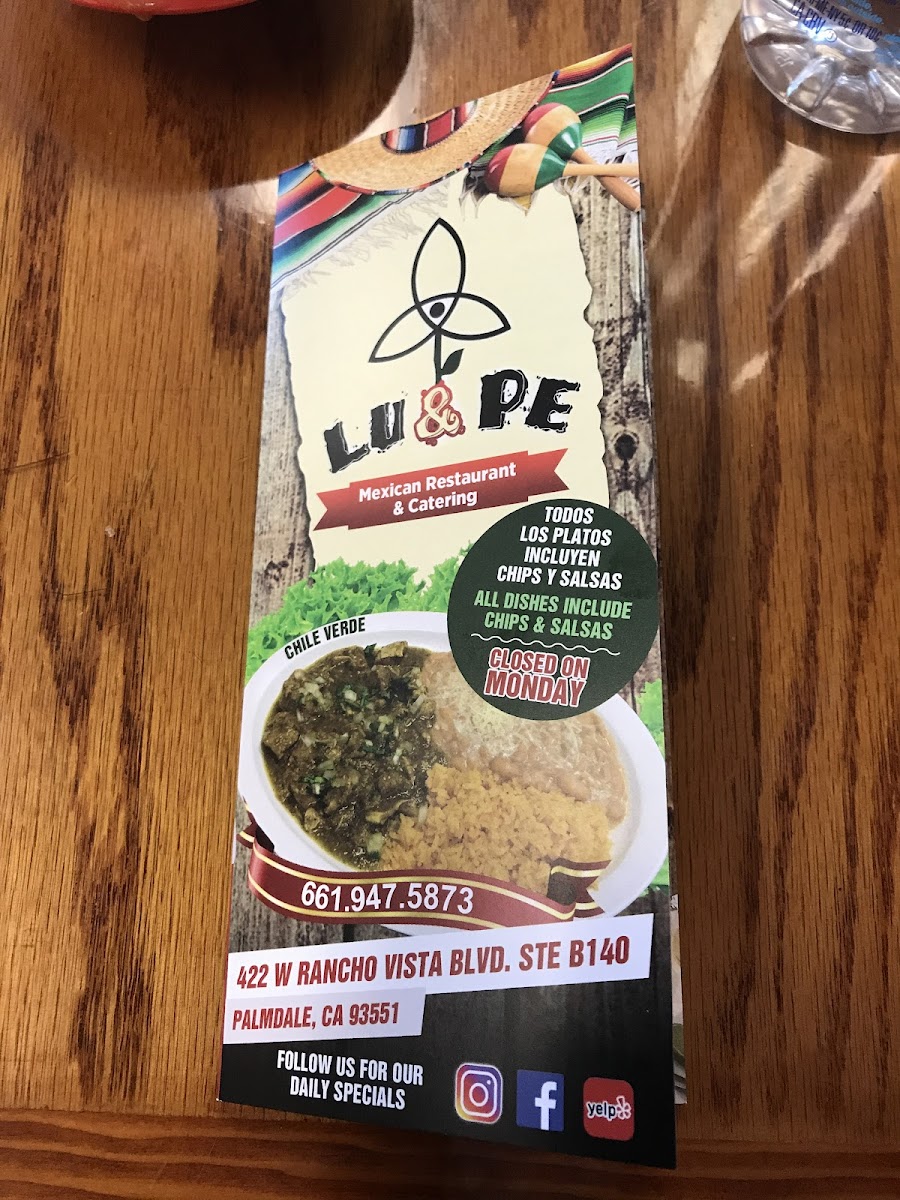 LU & PE
Mexican Restaurant
& Catering
TODOS
LOS PLATOS
INCLUYEN
CHIPS Y SALSAS
ALL DISHES INCLUDE
CHIPS & SALSAS
CLOSED ON
MONDAY
CHILE VERDE
661.947.5873
422 W RANCHO VISTA BLVD. STE B140
PALMDALE, CA 93551
FOLLOW US FOR OUR
DAILY SPECIALS
f
yelp
CA CRV